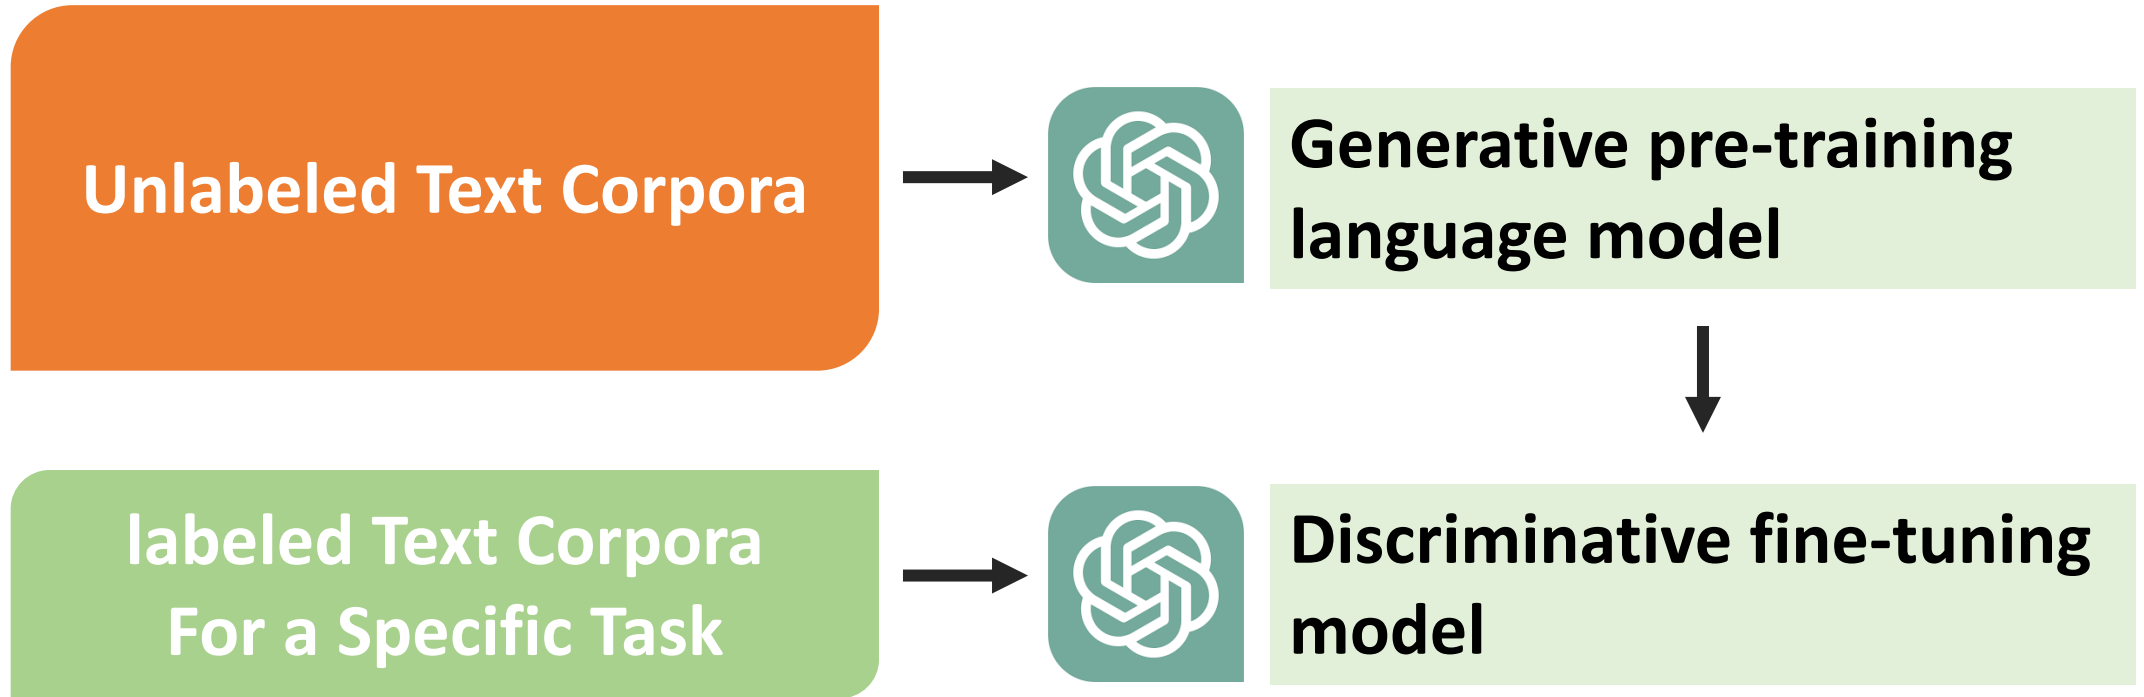 Unlabeled Text Corpora
Generative pre-training
language model
labeled Text Corpora
For a Specific Task
Discriminative fine-tuning
model